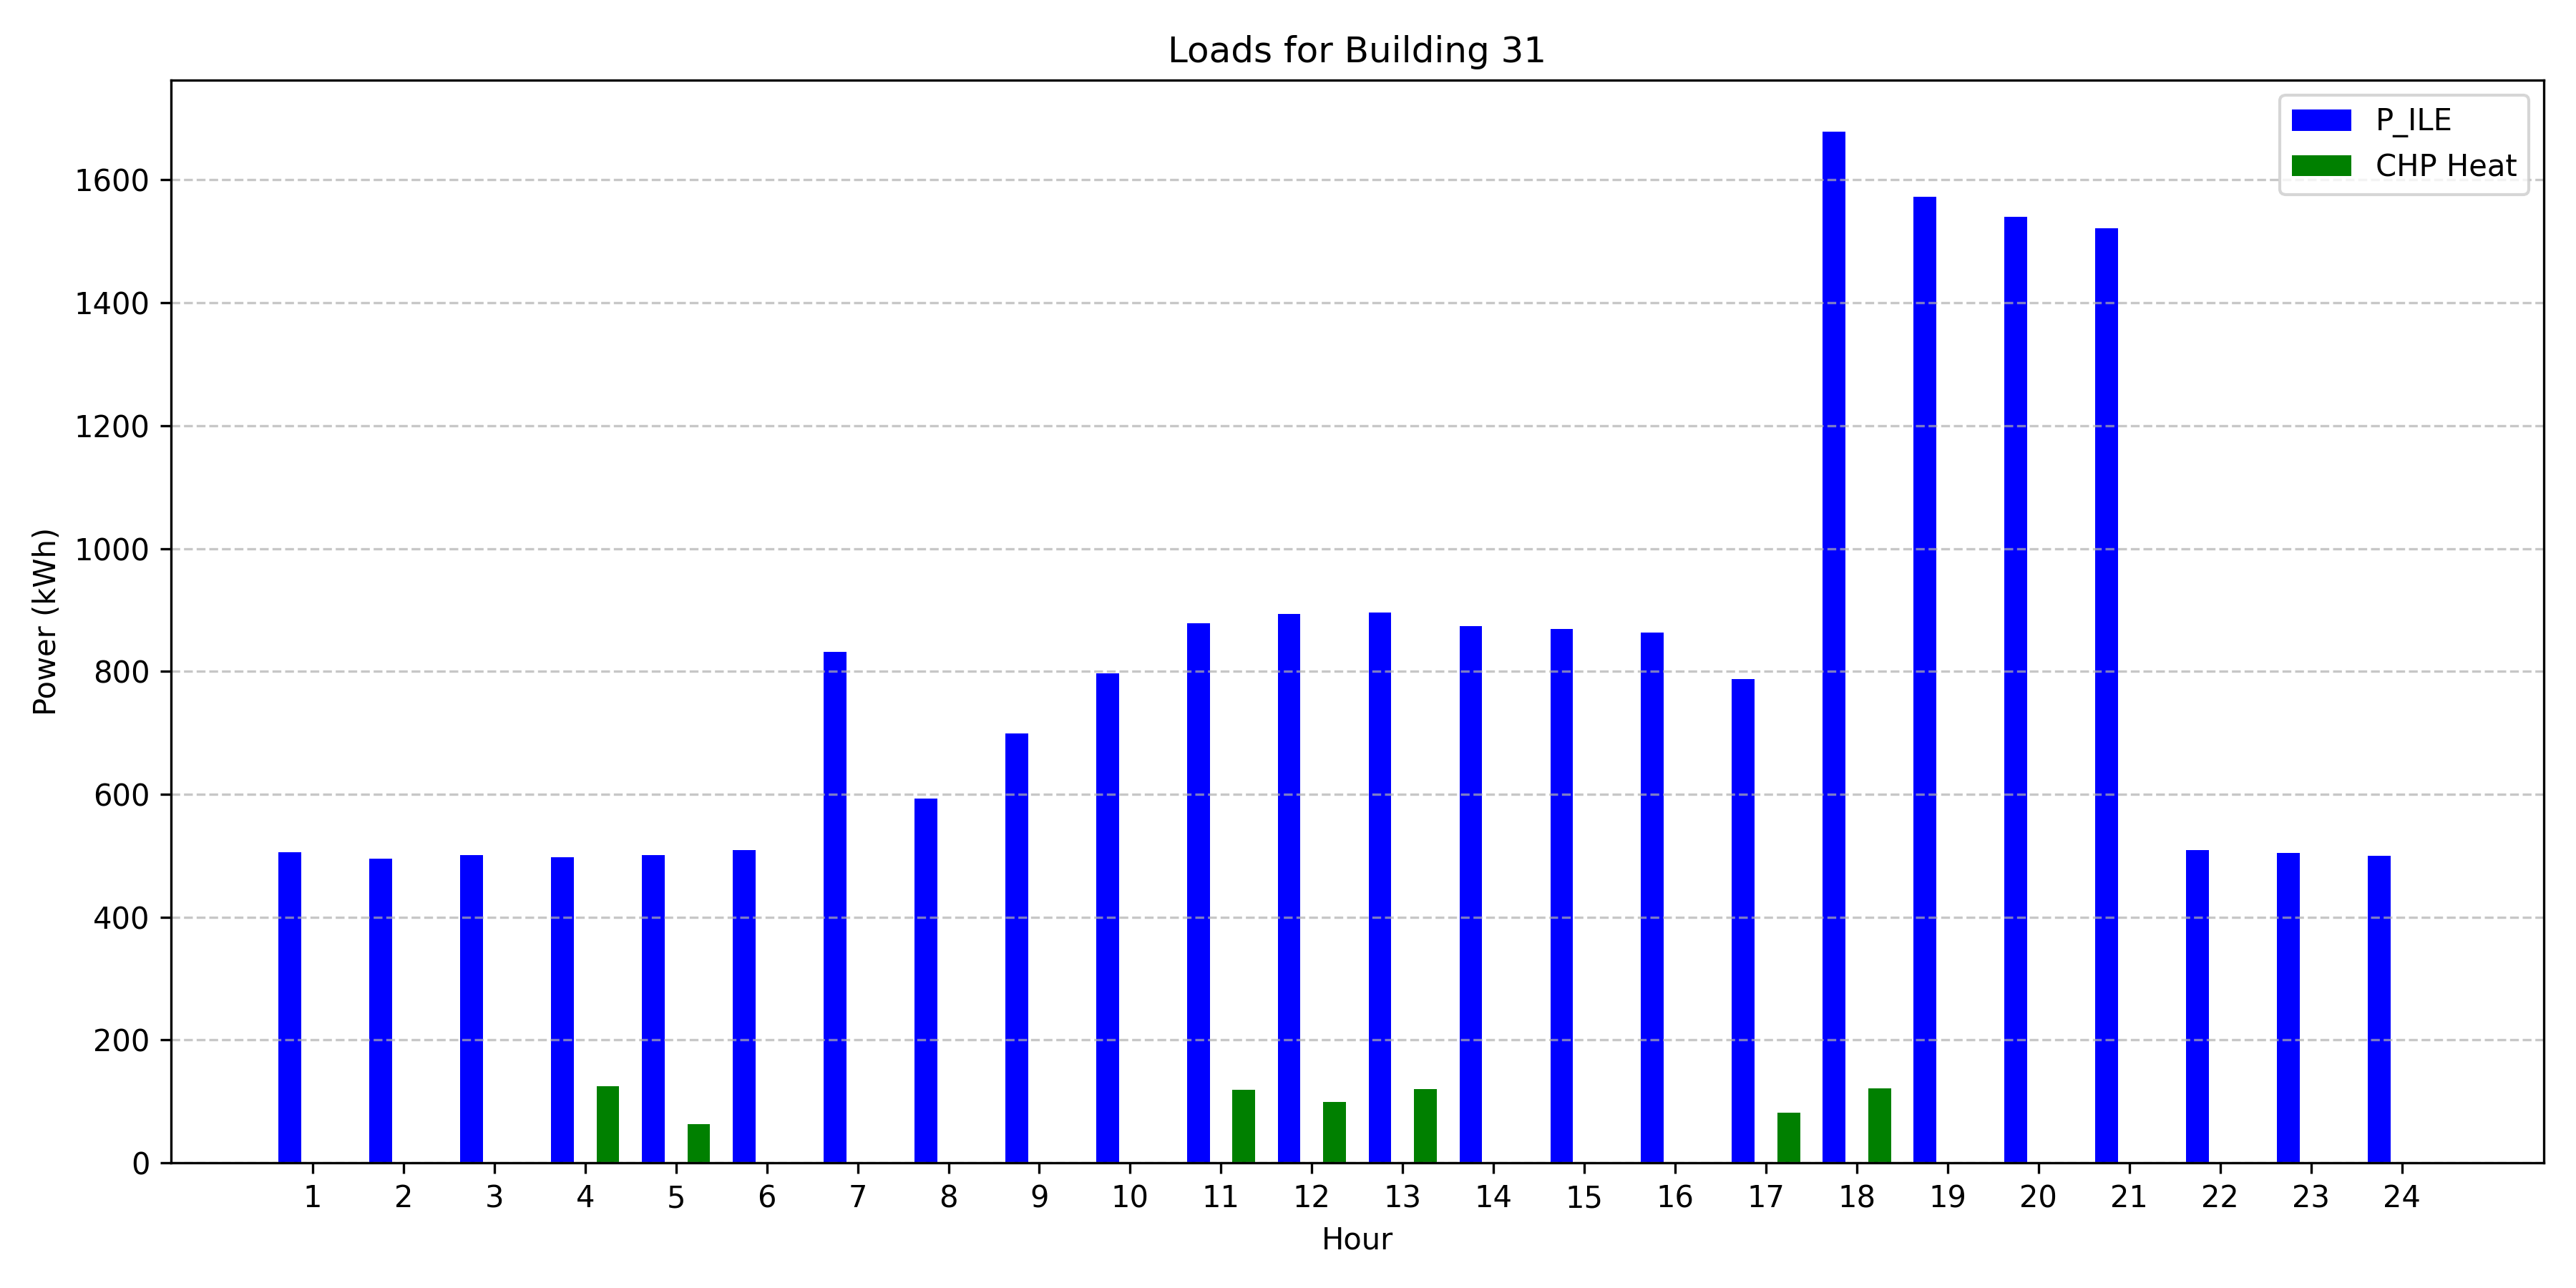 Loads for Building 31
P_ILE
CHP Heat
Power (kWh)
1600
1400
1200
1000
800
600
400
200
0
1 2 3 4 5 6 7 8 9 10 11 12 13 14 15 16 17 18 19 20 21 22 23 24
Hour